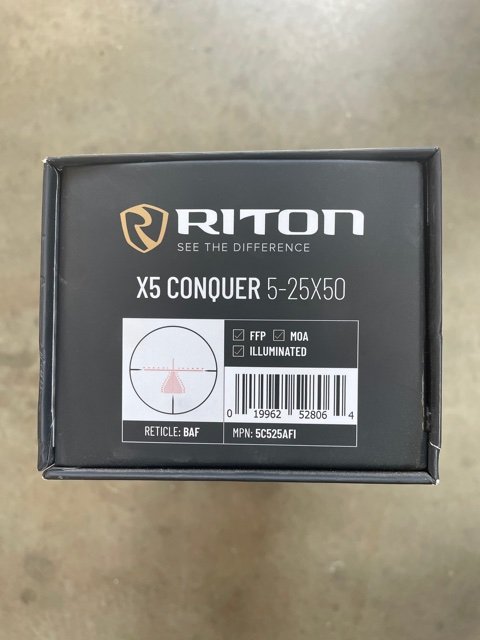 RITON
SEE THE DIFFERENCE
X5 CONQUER 5-25X50
FFP MOA
ILLUMINATED
0 19962 52806 4
RETICLE: BAF
MPN: 5C525AFI